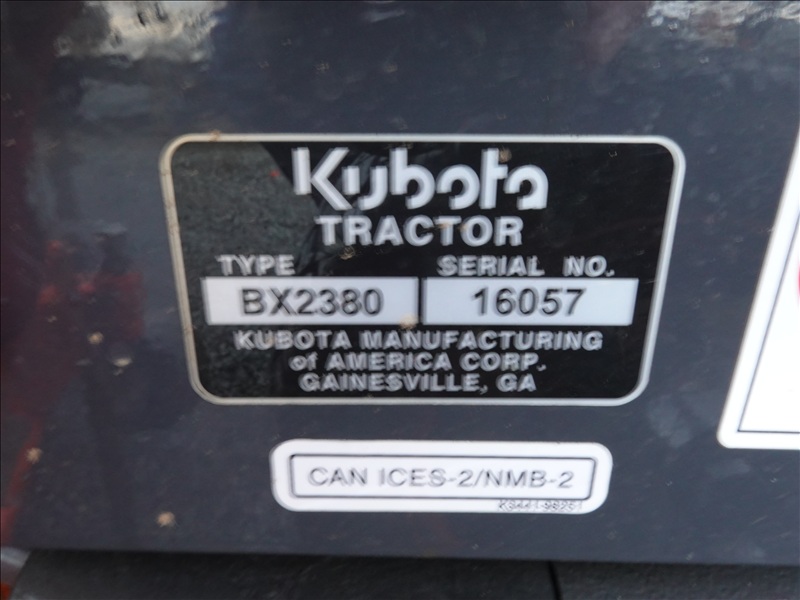 Kubota
TRACTOR
TYPE SERIAL NO.
BX2380 16057
KUBOTA MANUFACTURING
of AMERICA CORP.
GAINESVILLE, GA
CAN ICES-2/NMB-2